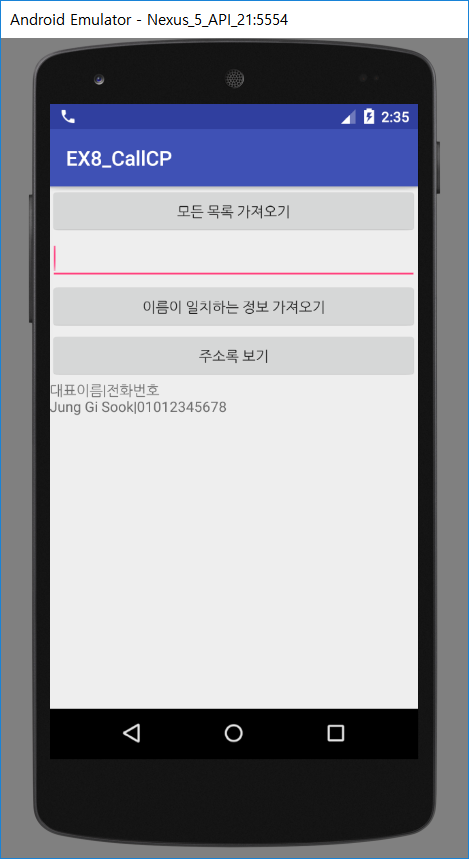 Android Emulator - Nexus_5_API_21:5554
2:35
EX8_CallCP
모든 목록 가져오기
이름이 일치하는 정보 가져오기
주소록 보기
대표이름|전화번호
Jung Gi Sook|01012345678